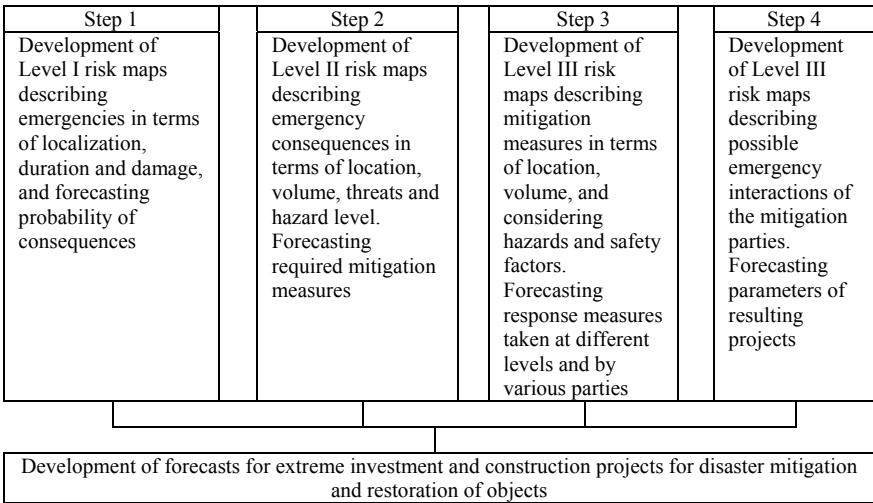 Step 1
Development of
Level I risk maps
describing
emergencies in terms
of localization,
duration and damage,
and forecasting
probability of
consequences
Step 2
Development of
Level II risk maps
describing
emergency
consequences in
terms of location,
volume, threats and
hazard level.
Forecasting
required mitigation
measures
Step 3
Development of
Level III risk
maps describing
mitigation
measures in terms
of location,
volume, and
considering
hazards and safety
factors.
Forecasting
response measures
taken at different
levels and by
various parties
Step 4
Development
of Level III
risk maps
describing
possible
emergency
interactions of
the mitigation
parties.
Forecasting
parameters of
resulting
projects
Development of forecasts for extreme investment and construction projects for disaster mitigation
and restoration of objects